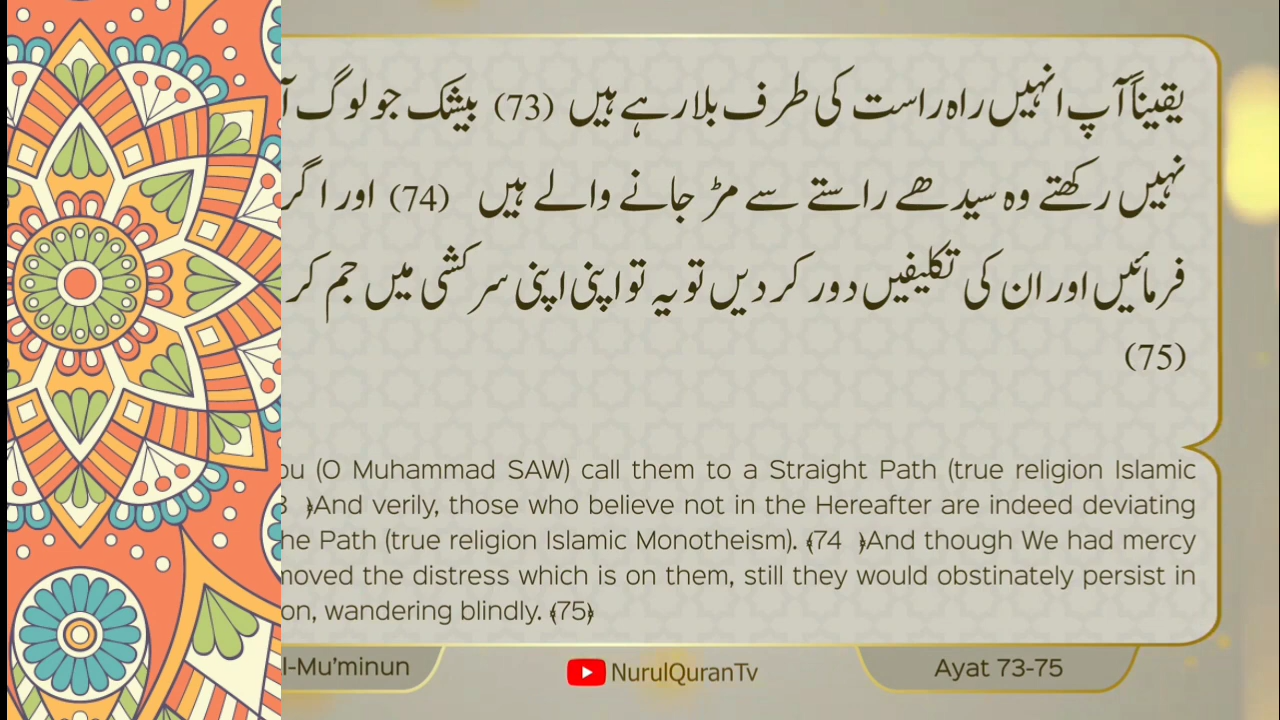 یقیناً آپ انہیں راہ راست کی طرف بلا رہے ہیں (73) بیشک جو لوگ
نہیں رکھتے وہ سیدھے راستے سے مڑ جانے والے ہیں (74) اور اگر
فرمائیں اور ان کی تکلیفیں دور کر دیں تو یہ تو اپنی اپنی سرکشی میں جم کر
(75)
(O Muhammad SAW) call them to a Straight Path (true religion Islamic
﴿And verily, those who believe not in the Hereafter are indeed deviating
Path (true religion Islamic Monotheism). ﴾74 ﴿And though We had mercy
the distress which is on them, still they would obstinately persist in
wandering blindly. ﴾75﴿
l-Mu’minun
NurulQuranTv
Ayat 73-75